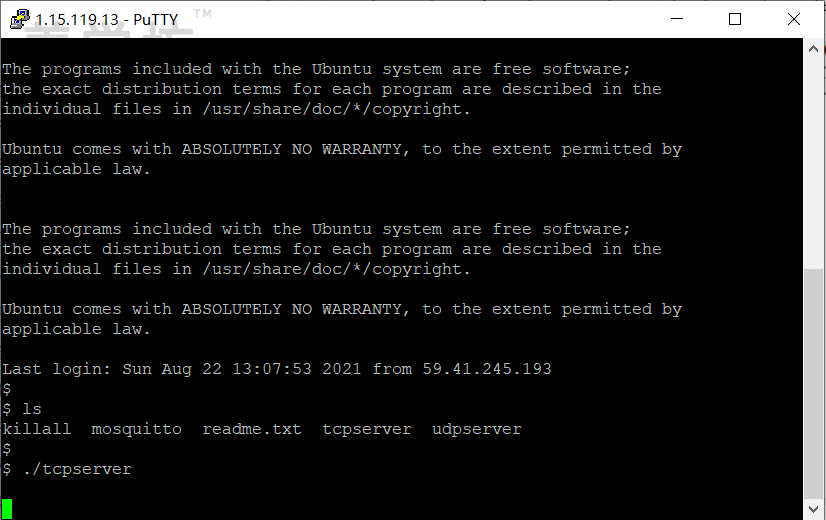 1.15.119.13 - PuTTY
The programs included with the Ubuntu system are free software;
the exact distribution terms for each program are described in the
individual files in /usr/share/doc/*/copyright.
Ubuntu comes with ABSOLUTELY NO WARRANTY, to the extent permitted by
applicable law.
The programs included with the Ubuntu system are free software;
the exact distribution terms for each program are described in the
individual files in /usr/share/doc/*/copyright.
Ubuntu comes with ABSOLUTELY NO WARRANTY, to the extent permitted by
applicable law.
Last login: Sun Aug 22 13:07:53 2021 from 59.41.245.193
$
$ ls
killall  mosquitto  readme.txt  tcpserver  udpserver
$
$ ./tcpserver